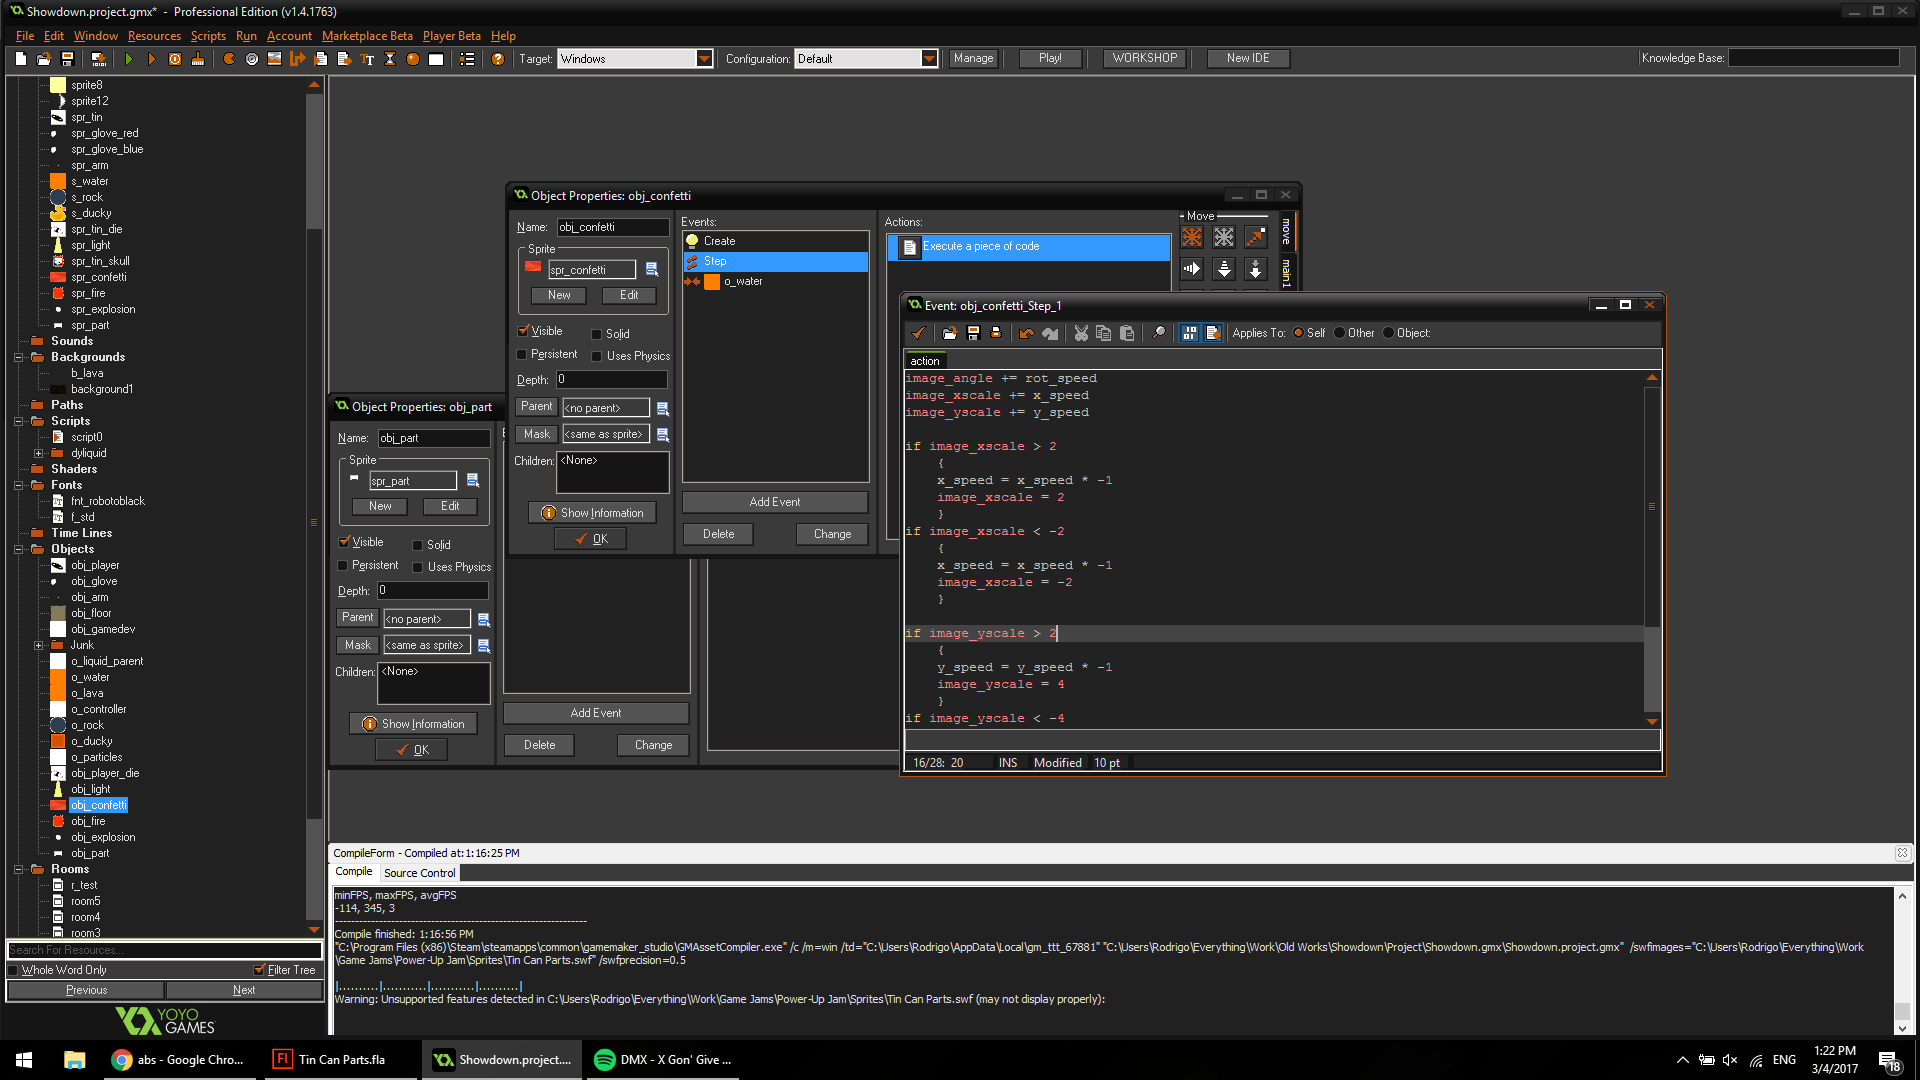 Showdown.project.gmx*  -  Professional Edition (v1.4.1763)
File Edit Window Resources Scripts Run Account Marketplace Beta Player Beta Help
Target: Windows Configuration: Default Manage Play! WORKSHOP New IDE Knowledge Base:
sprite8
sprite12
spr_tin
spr_glove_red
spr_glove_blue
spr_arm
s_water
s_rock
s_ducky
spr_tin_die
spr_light
spr_tin_skull
spr_confetti
spr_fire
spr_explosion
spr_part
Sounds
Backgrounds
b_lava
background1
Paths
Scripts
script0
dyliquid
Shaders
Fonts
fnt_robotoblack
f_std
Time Lines
Objects
obj_player
obj_glove
obj_arm
obj_floor
obj_gamedev
Junk
o_liquid_parent
o_water
o_lava
o_controller
o_rock
o_ducky
o_particles
obj_player_die
obj_light
obj_confetti
obj_fire
obj_explosion
obj_part
Rooms
r_test
room5
room4
room3
Search For Resources...
Whole Word Only Filter Tree
Previous Next
YOYO
GAMES
Object Properties: obj_confetti
Name: obj_confetti
Sprite
spr_confetti
New Edit
Visible Solid
Persistent Uses Physics
Depth: 0
Parent <no parent>
Mask <same as sprite>
Children: <None>
Show Information
OK
Events:
Create
Step
o_water
Add Event
Delete Change
Actions:
Execute a piece of code
Move
move
main1
Object Properties: obj_part
Name: obj_part
Sprite
spr_part
New Edit
Visible Solid
Persistent Uses Physics
Depth: 0
Parent <no parent>
Mask <same as sprite>
Children: <None>
Show Information
OK
Add Event
Delete Change
Event: obj_confetti_Step_1
Applies To: Self Other Object:
action
image_angle += rot_speed
image_xscale += x_speed
image_yscale += y_speed
if image_xscale > 2
{
x_speed = x_speed * -1
image_xscale = 2
}
if image_xscale < -2
{
x_speed = x_speed * -1
image_xscale = -2
}
if image_yscale > 2
{
y_speed = y_speed * -1
image_yscale = 4
}
if image_yscale < -4
16/28: 20 INS Modified 10 pt
CompileForm - Compiled at:1:16:25 PM
Compile Source Control
minFPS, maxFPS, avgFPS
-114, 345, 3
----------------------------------------------------------------
Compile finished: 1:16:56 PM
"C:\Program Files (x86)\Steam\steamapps\common\gamemaker_studio\GMAssetCompiler.exe" /c /m=win /td="C:\Users\Rodrigo\AppData\Local\gm_ttt_67881" "C:\Users\Rodrigo\Everything\Work\Old Works\Showdown\Project\Showdown.gmx\Showdown.project.gmx" /swfimages="C:\Users\Rodrigo\Everything\Work
\Game Jams\Power-Up Jam\Sprites\Tin Can Parts.swf" /swfprecision=0.5
|..........|..........|..........|..........|
Warning: Unsupported features detected in C:\Users\Rodrigo\Everything\Work\Game Jams\Power-Up Jam\Sprites\Tin Can Parts.swf (may not display properly):
abs - Google Chro... Fl Tin Can Parts.fla Showdown.project.... DMX - X Gon' Give ... ENG 1:22 PM
3/4/2017
18